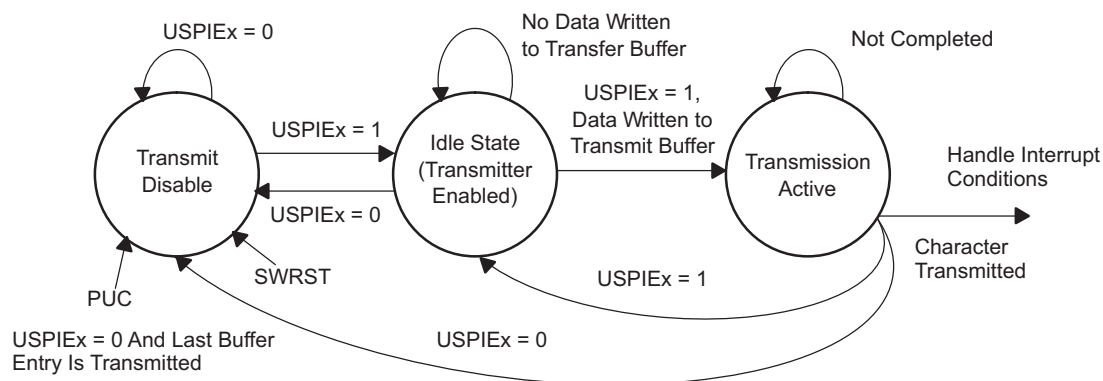 USPIEx = 0
No Data Written
to Transfer Buffer
Not Completed
USPIEx = 1,
Data Written to
Transmit Buffer
USPIEx = 1
Transmit
Disable
Idle State
(Transmitter
Enabled)
Transmission
Active
Handle Interrupt
Conditions
USPIEx = 0
Character
Transmitted
SWRST
PUC
USPIEx = 1
USPIEx = 0
USPIEx = 0 And Last Buffer
Entry Is Transmitted